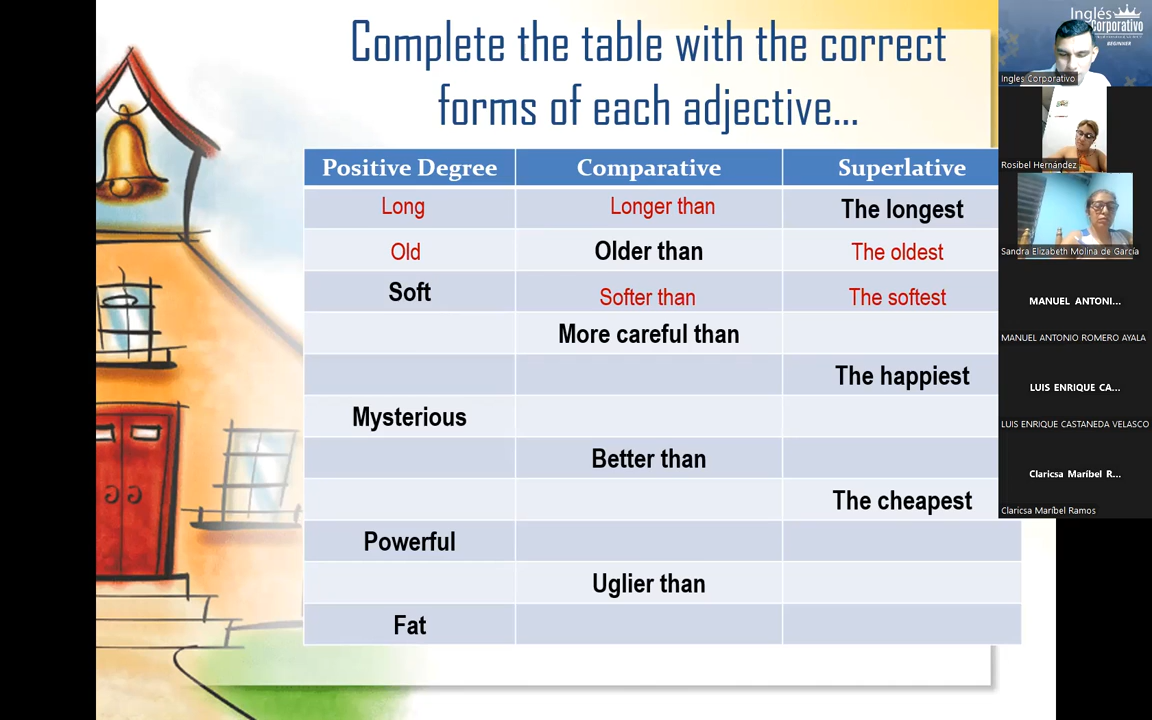 Complete the table with the correct
forms of each adjective...
Positive Degree Comparative Superlative
Long Longer than The longest
Old Older than The oldest
Soft Softer than The softest
More careful than
The happiest
Mysterious
Better than
The cheapest
Powerful
Uglier than
Fat
Inglés
Corporativo
BEGINNER
Ingles Corporativo
Rosibel Hernández
Sandra Elizabeth Molina de García
MANUEL ANTONI...
MANUEL ANTONIO ROMERO AYALA
LUIS ENRIQUE CA...
LUIS ENRIQUE CASTANEDA VELASCO
Claricsa Maríbel R...
Claricsa Maríbel Ramos